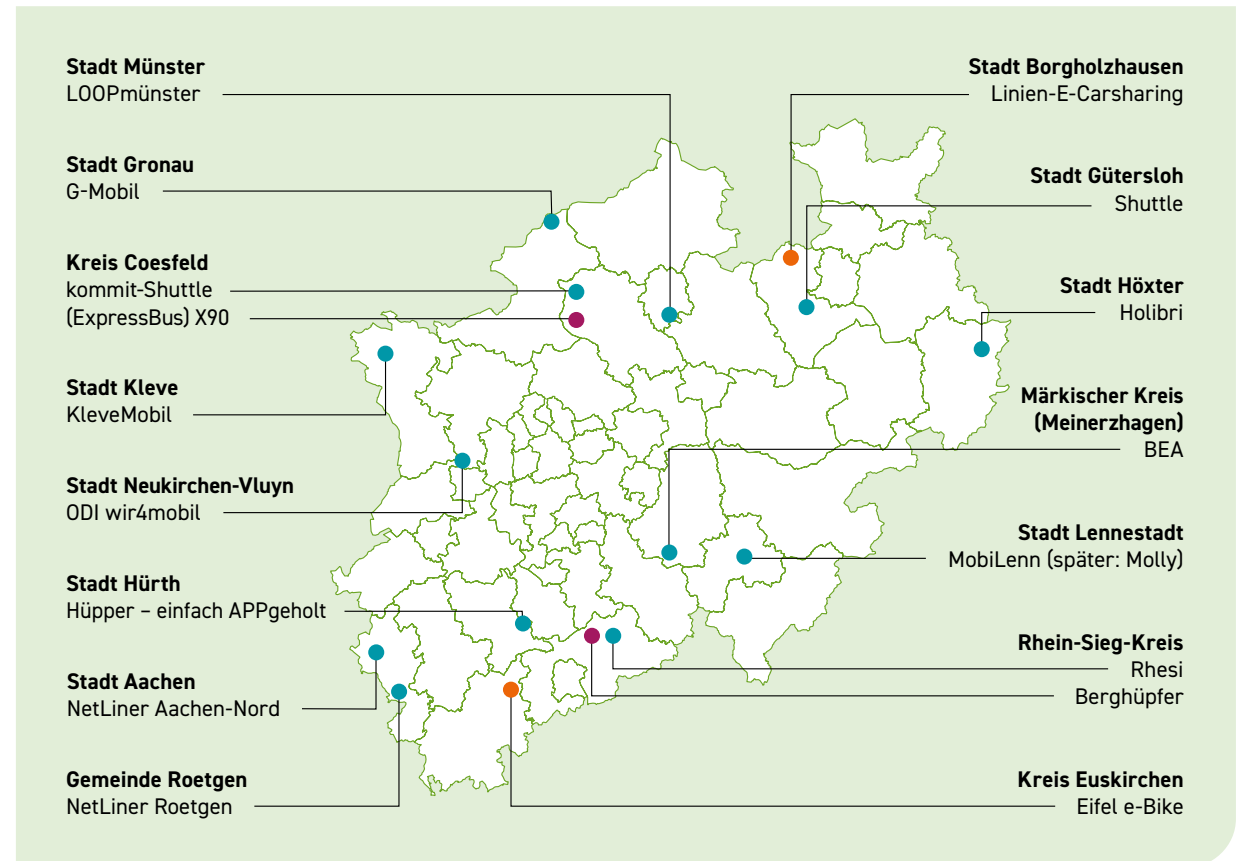 Stadt Münster
LOOPmünster
Stadt Gronau
G-Mobil
Kreis Coesfeld
kommit-Shuttle
(ExpressBus) X90
Stadt Kleve
KleveMobil
Stadt Neukirchen-Vluyn
ODI wir4mobil
Stadt Hürth
Hüpper – einfach APPgeholt
Stadt Aachen
NetLiner Aachen-Nord
Gemeinde Roetgen
NetLiner Roetgen
Stadt Borgholzhausen
Linien-E-Carsharing
Stadt Gütersloh
Shuttle
Stadt Höxter
Holibri
Märkischer Kreis
(Meinerzhagen)
BEA
Stadt Lennestadt
MobiLenn (später: Molly)
Rhein-Sieg-Kreis
Rhesi
Berghüpfer
Kreis Euskirchen
Eifel e-Bike